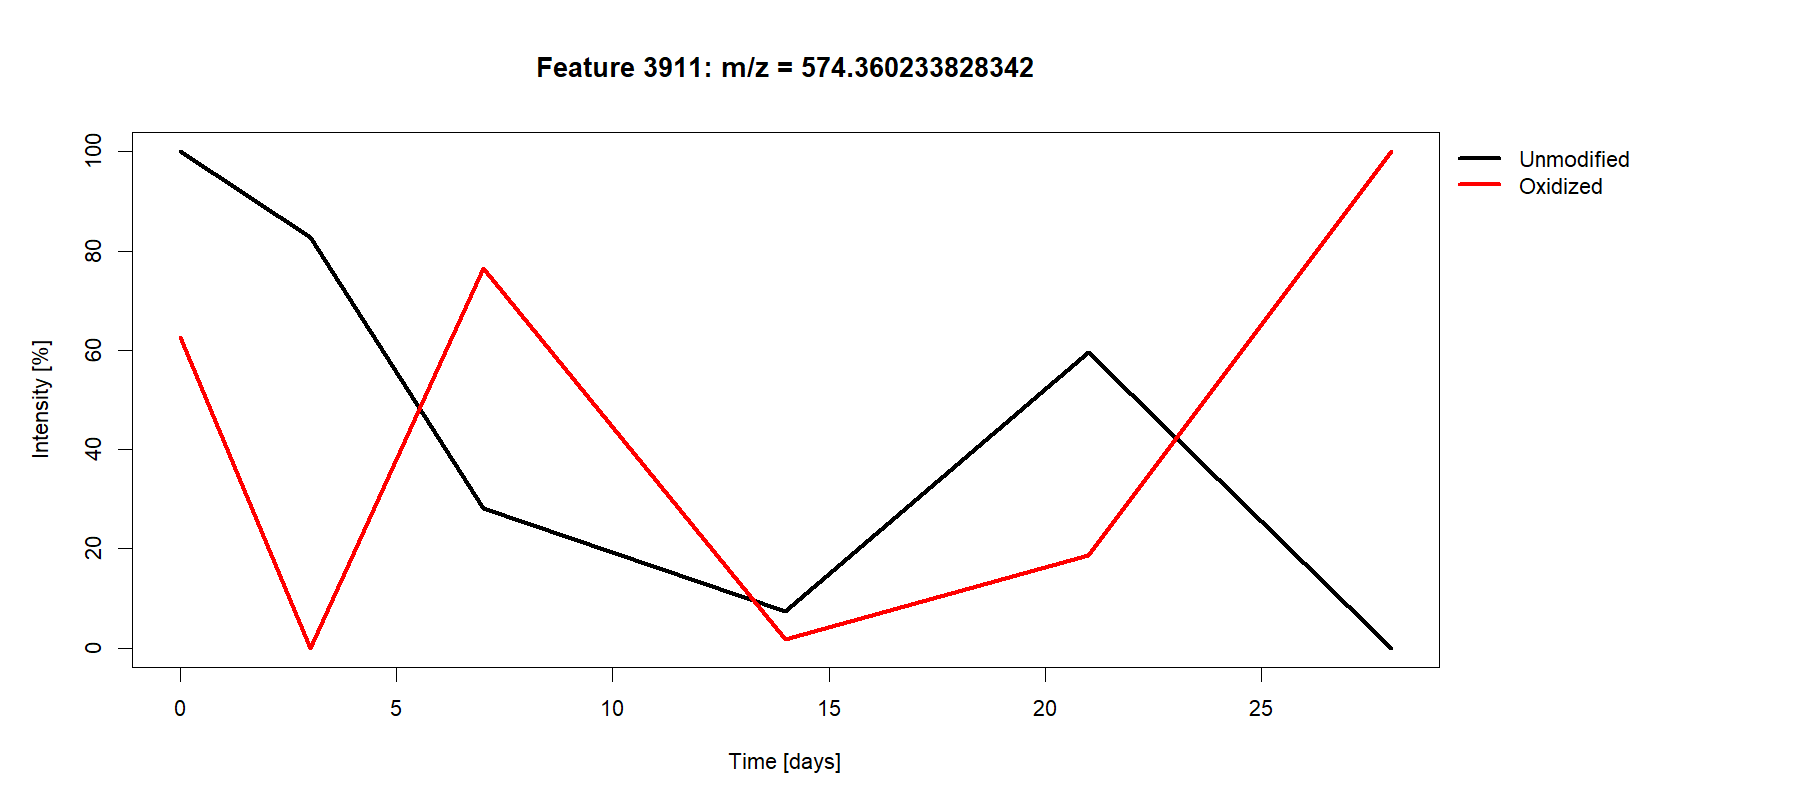 Feature 3911: m/z = 574.360233828342
Unmodified
Oxidized
Intensity [%]
100
80
60
40
20
0
0 5 10 15 20 25
Time [days]